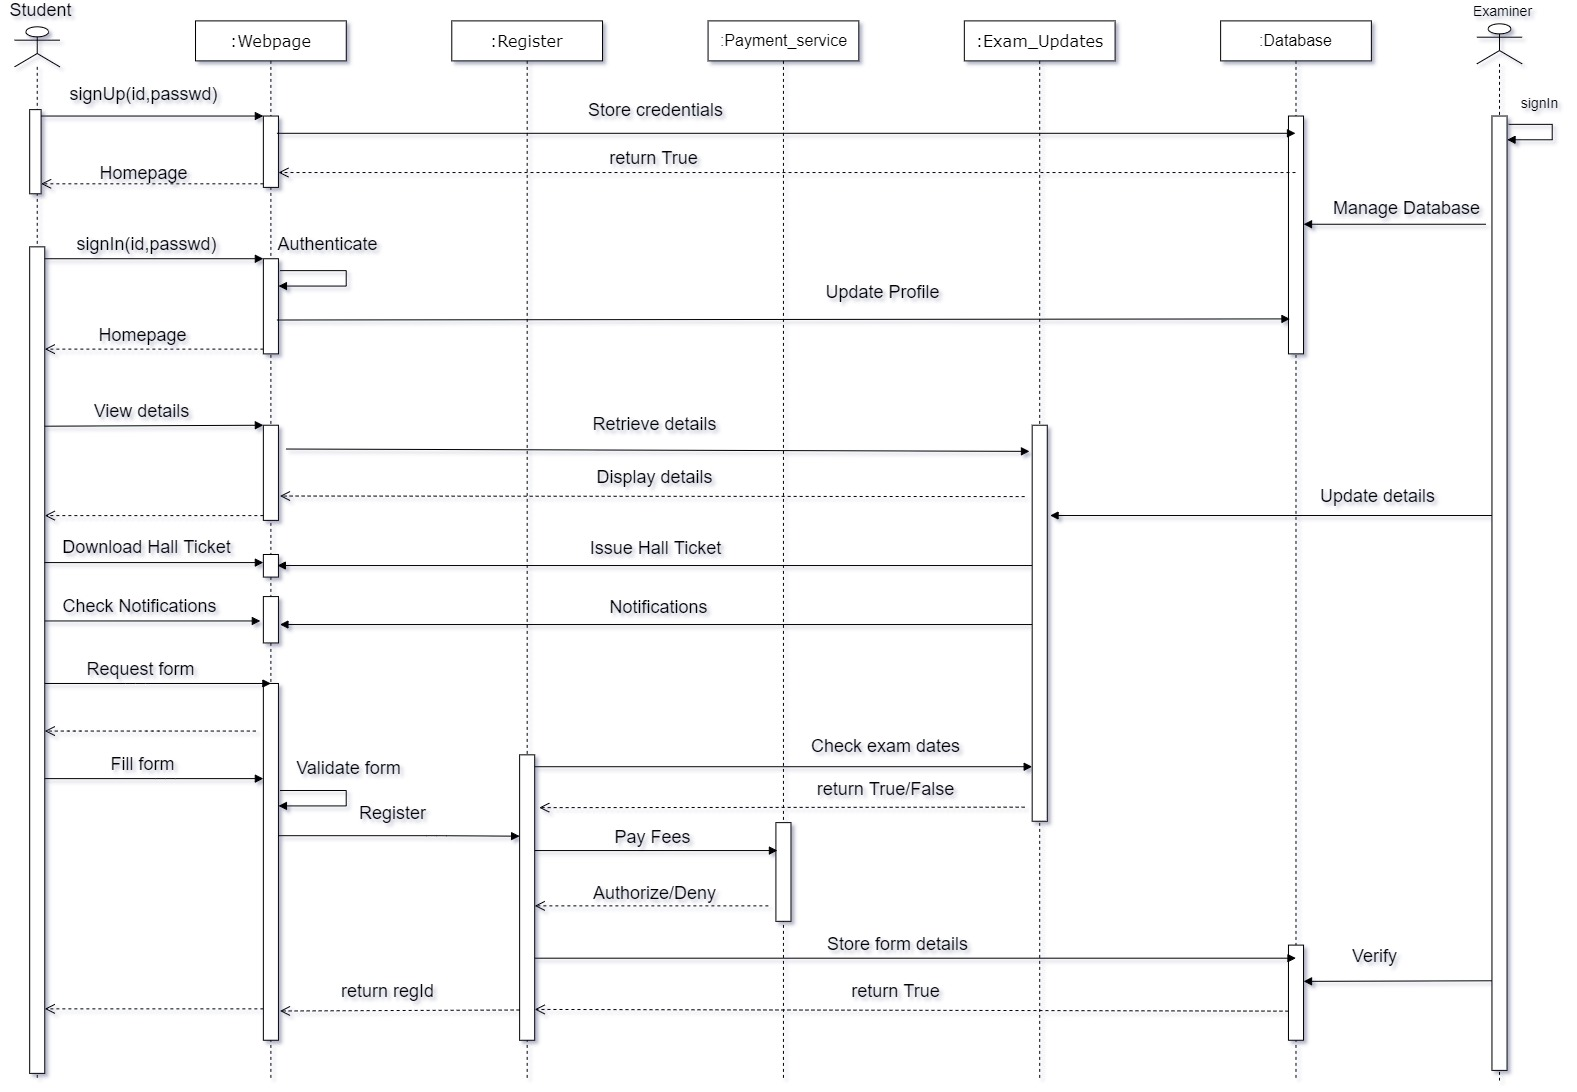 Student
Examiner
:Webpage
:Register
:Payment_service
:Exam_Updates
:Database
signUp(id,passwd)
Store credentials
signIn
return True
Homepage
Manage Database
signIn(id,passwd)
Authenticate
Update Profile
Homepage
View details
Retrieve details
Display details
Update details
Download Hall Ticket
Issue Hall Ticket
Check Notifications
Notifications
Request form
Check exam dates
Fill form
Validate form
return True/False
Register
Pay Fees
Authorize/Deny
Store form details
Verify
return regId
return True